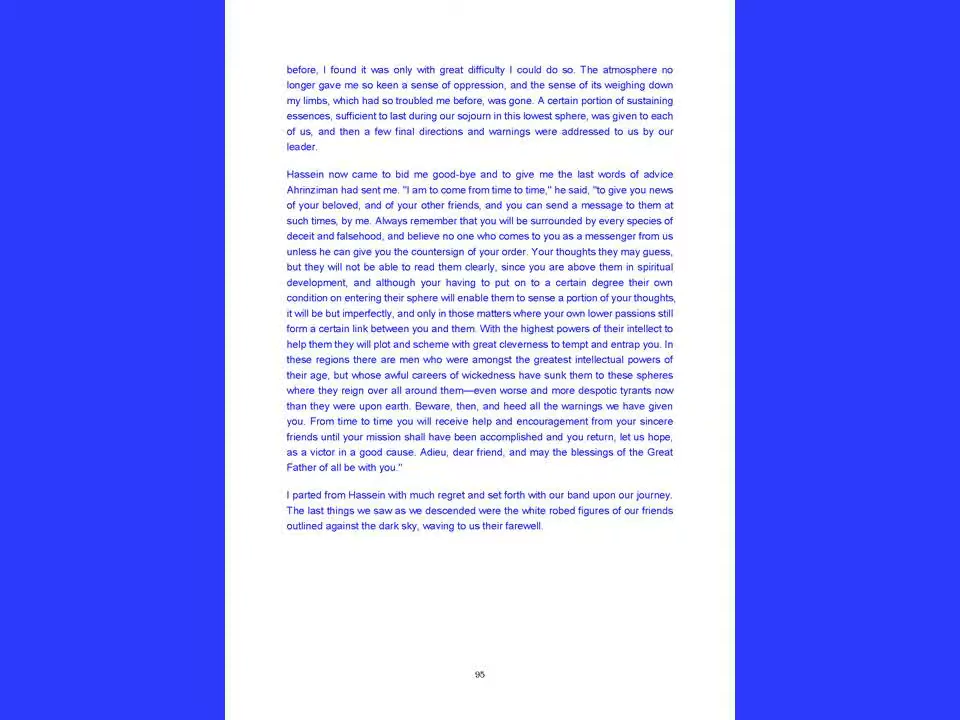 before, I found it was only with great difficulty I could do so. The atmosphere no
longer gave me so keen a sense of oppression, and the sense of its weighing down
my limbs, which had so troubled me before, was gone. A certain portion of sustaining
essences, sufficient to last during our sojourn in this lowest sphere, was given to each
of us, and then a few final directions and warnings were addressed to us by our
leader.
Hassein now came to bid me good-bye and to give me the last words of advice
Ahrinziman had sent me. "I am to come from time to time," he said, "to give you news
of your beloved, and of your other friends, and you can send a message to them at
such times, by me. Always remember that you will be surrounded by every species of
deceit and falsehood, and believe no one who comes to you as a messenger from us
unless he can give you the countersign of your order. Your thoughts they may guess,
but they will not be able to read them clearly, since you are above them in spiritual
development, and although your having to put on to a certain degree their own
condition on entering their sphere will enable them to sense a portion of your thoughts,
it will be but imperfectly, and only in those matters where your own lower passions still
form a certain link between you and them. With the highest powers of their intellect to
help them they will plot and scheme with great cleverness to tempt and entrap you. In
these regions there are men who were amongst the greatest intellectual powers of
their age, but whose awful careers of wickedness have sunk them to these spheres
where they reign over all around them—even worse and more despotic tyrants now
than they were upon earth. Beware, then, and heed all the warnings we have given
you. From time to time you will receive help and encouragement from your sincere
friends until your mission shall have been accomplished and you return, let us hope,
as a victor in a good cause. Adieu, dear friend, and may the blessings of the Great
Father of all be with you."
I parted from Hassein with much regret and set forth with our band upon our journey.
The last things we saw as we descended were the white robed figures of our friends
outlined against the dark sky, waving to us their farewell.
95